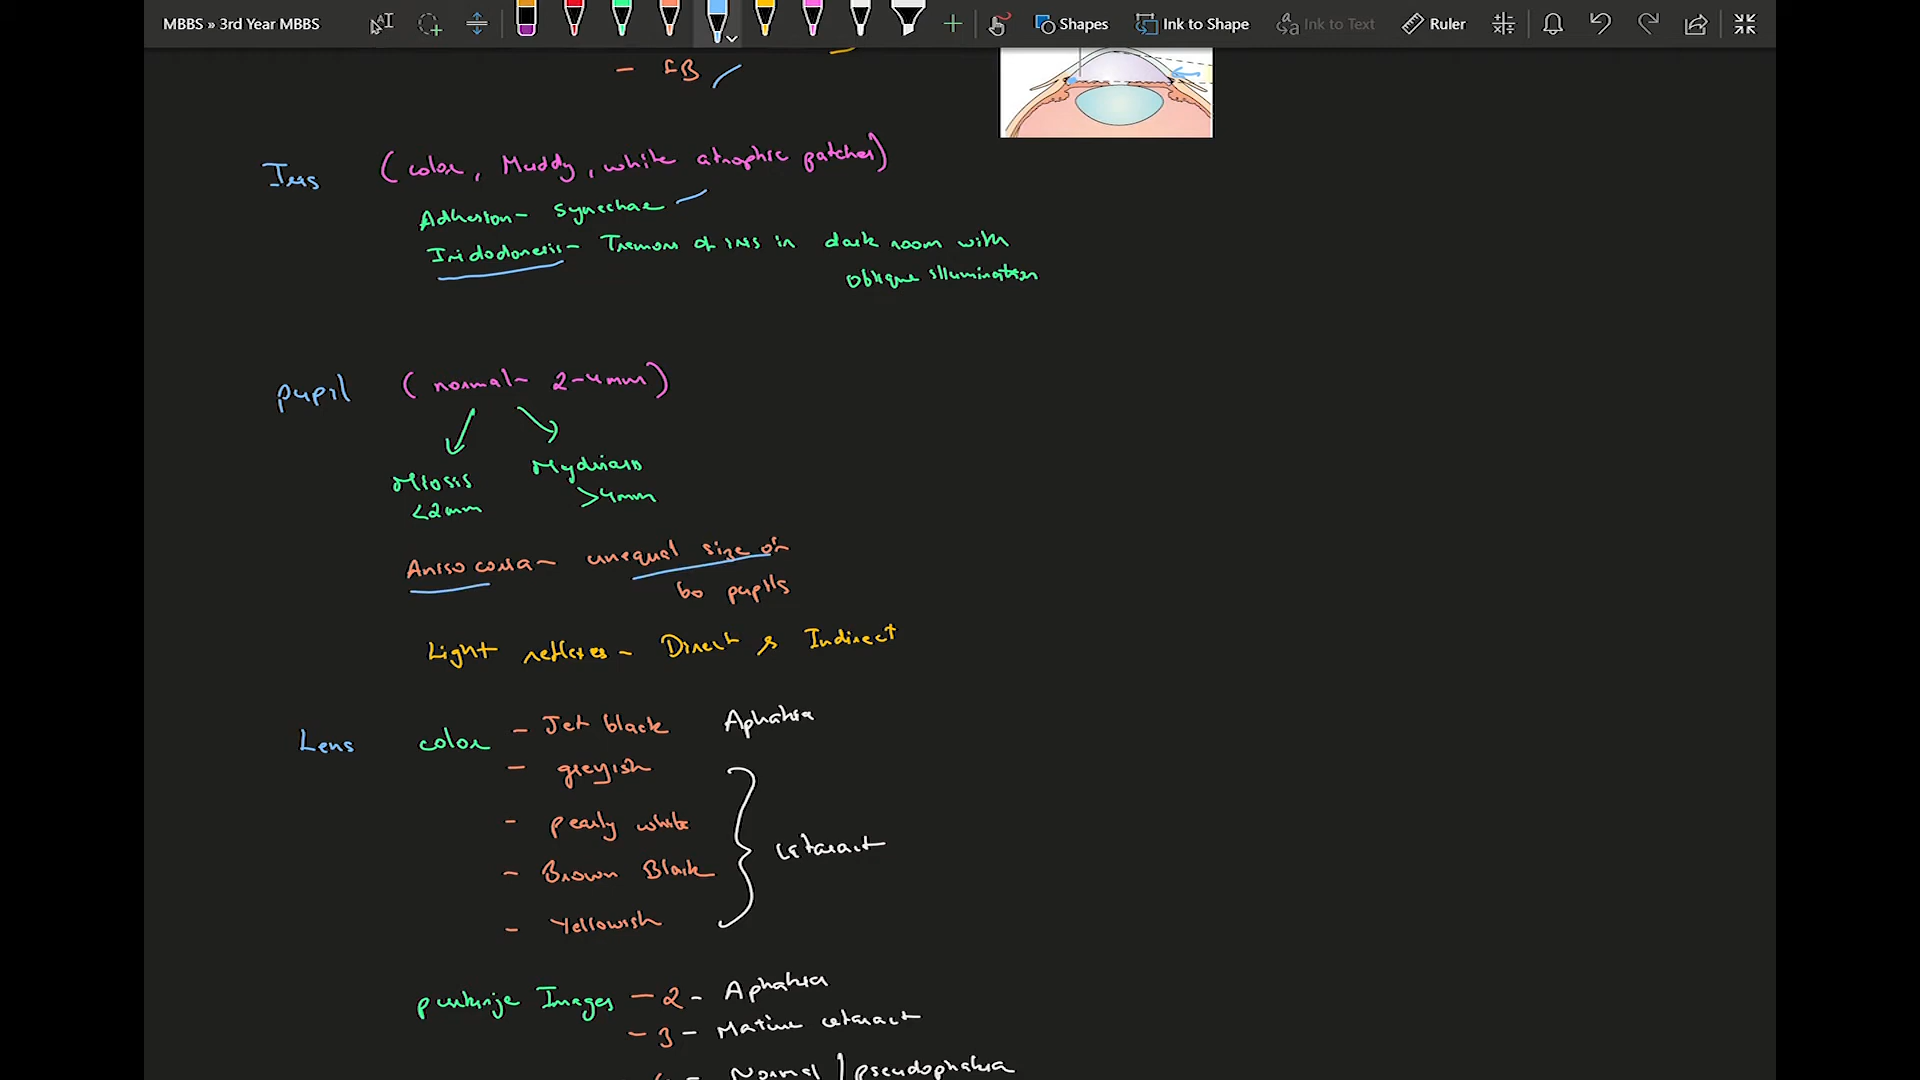 MBBS » 3rd Year MBBS
Shapes
Ink to Shape
Ink to Text
Ruler
- FB
Iris (color, Muddy, white atrophic patches)
Adhesion - synechae
Iridodonesis - Tremors of iris in dark room with
oblique illumination
pupil (normal - 2-4mm)
Miosis
<2mm
Mydriasis
>4mm
Anisocoria - unequal size of
bo pupils
Light reflexes - Direct & Indirect
Lens color - Jet black Aphakia
- greyish
- pearly white
- Brown Black
- Yellowish
cataract
purkinje Images - 2 - Aphakia
- 3 - Mature cataract
Normal / pseudophakia